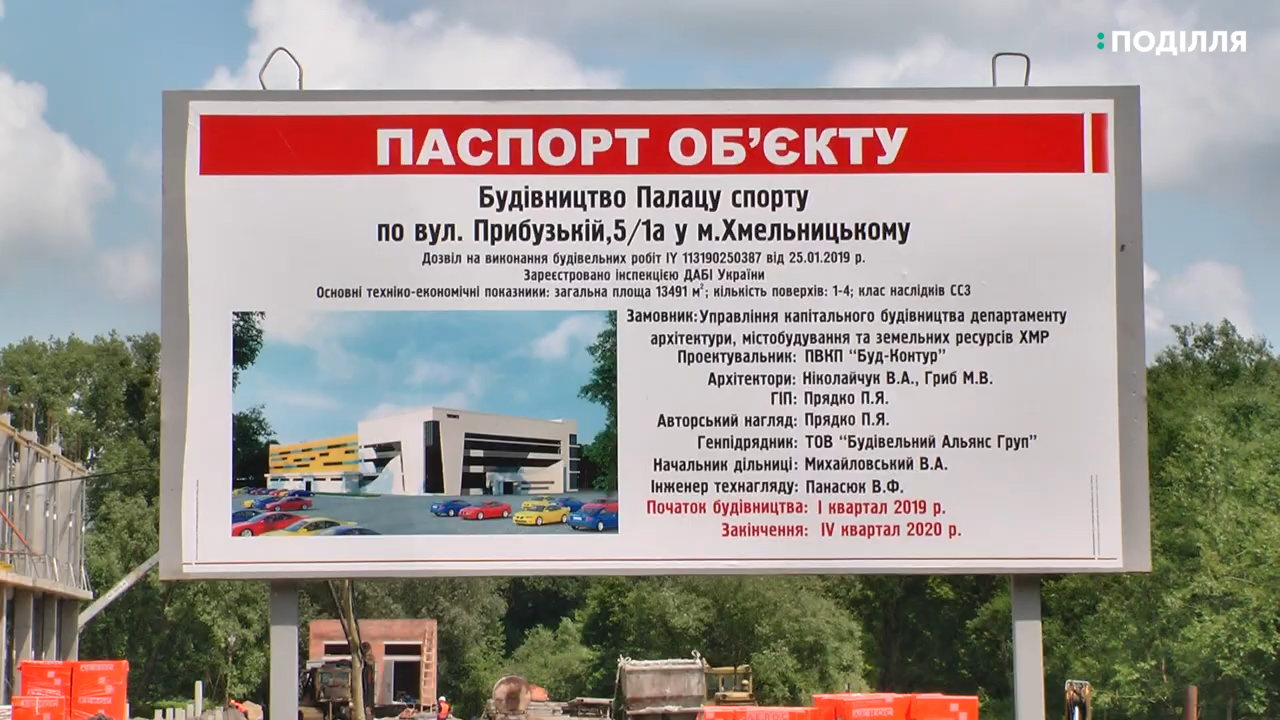 :ПОДІЛЛЯ
ПАСПОРТ ОБ’ЄКТУ
Будівництво Палацу спорту
по вул. Прибузькій,5/1а у м.Хмельницькому
Дозвіл на виконання будівельних робіт ІУ 113190250387 від 25.01.2019 р.
Зареєстровано інспекцією ДАБІ України
Основні техніко-економічні показники: загальна площа 13491 м²; кількість поверхів: 1-4; клас наслідків СС3
Замовник:Управління капітального будівництва департаменту
архітектури, містобудування та земельних ресурсів ХМР
Проектувальник: ПВКП “Буд-Контур”
Архітектори: Ніколайчук В.А., Гриб М.В.
ГІП: Прядко П.Я.
Авторський нагляд: Прядко П.Я.
Генпідрядник: ТОВ “Будівельний Альянс Груп”
Начальник дільниці: Михайловський В.А.
Інженер технагляду: Панасюк В.Ф.
Початок будівництва: І квартал 2019 р.
Закінчення: IV квартал 2020 р.